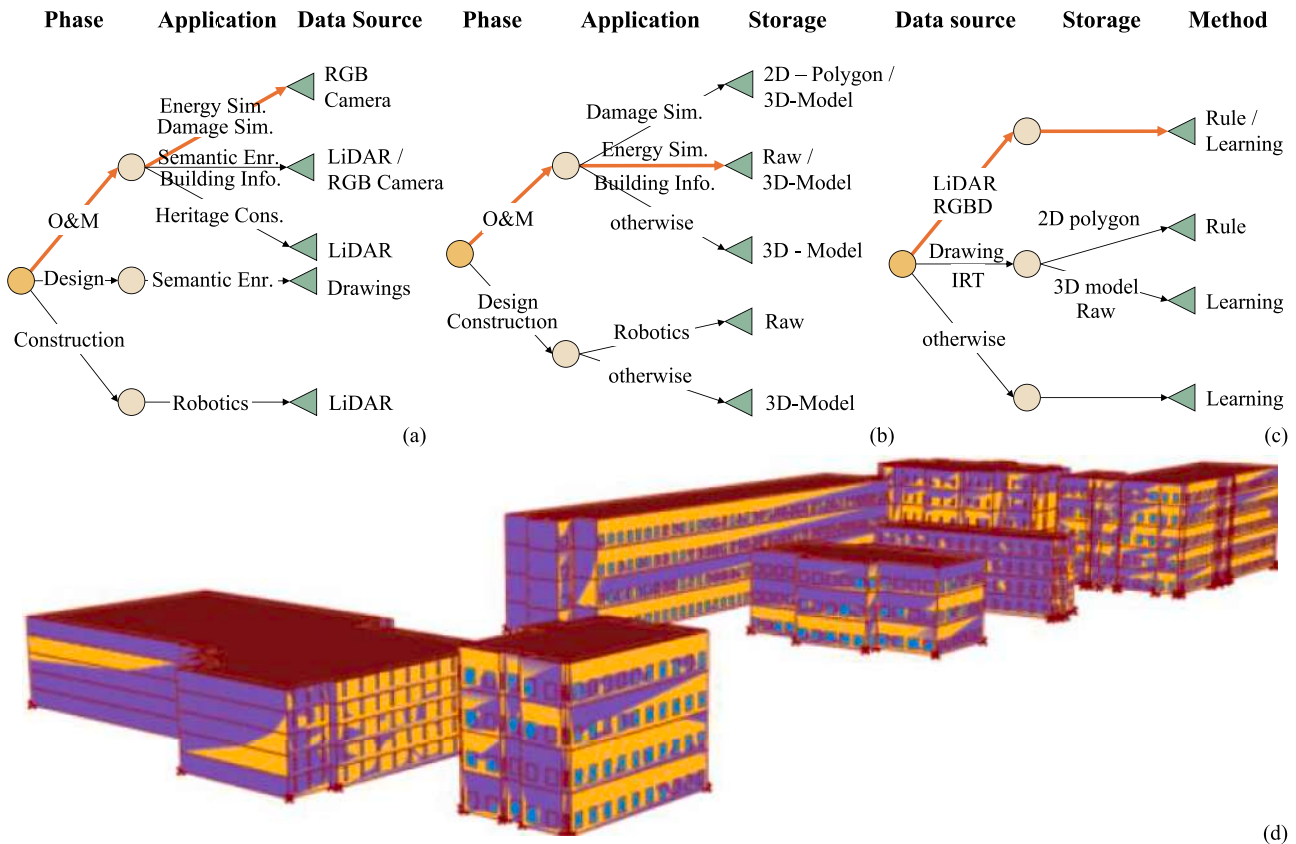 Phase Application Data Source
RGB
Camera
Energy Sim.
Damage Sim.
Semantic Enr.
Building Info.
LiDAR /
RGB Camera
Heritage Cons.
O&M
LiDAR
Design
Semantic Enr.
Drawings
Construction
Robotics
LiDAR
(a)
Phase Application Storage
2D – Polygon /
3D-Model
Damage Sim.
Energy Sim.
Building Info.
Raw /
3D-Model
O&M
otherwise
3D - Model
Design
Construction
Robotics
Raw
otherwise
3D-Model
(b)
Data source Storage Method
Rule /
Learning
LiDAR
RGBD
2D polygon
Rule
Drawing
IRT
3D model
Raw
Learning
otherwise
Learning
(c)
(d)